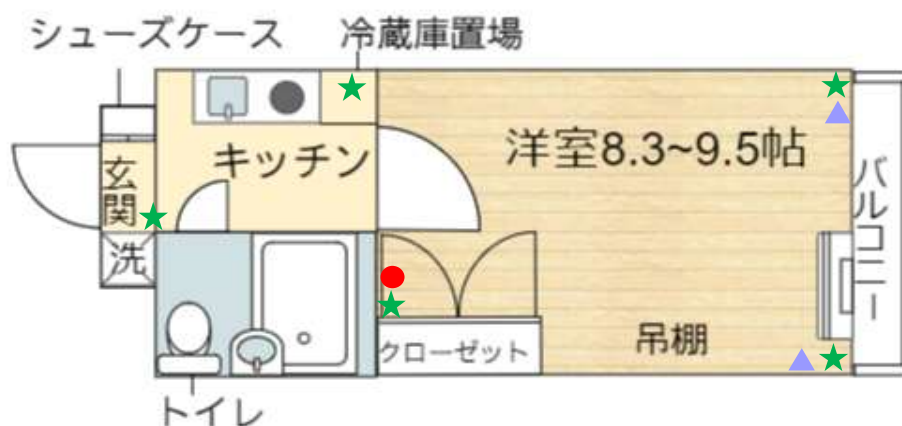 シューズケース
冷蔵庫置場
キッチン
洋室8.3~9.5帖
玄関
洗
バルコニー
クローゼット
吊棚
トイレ